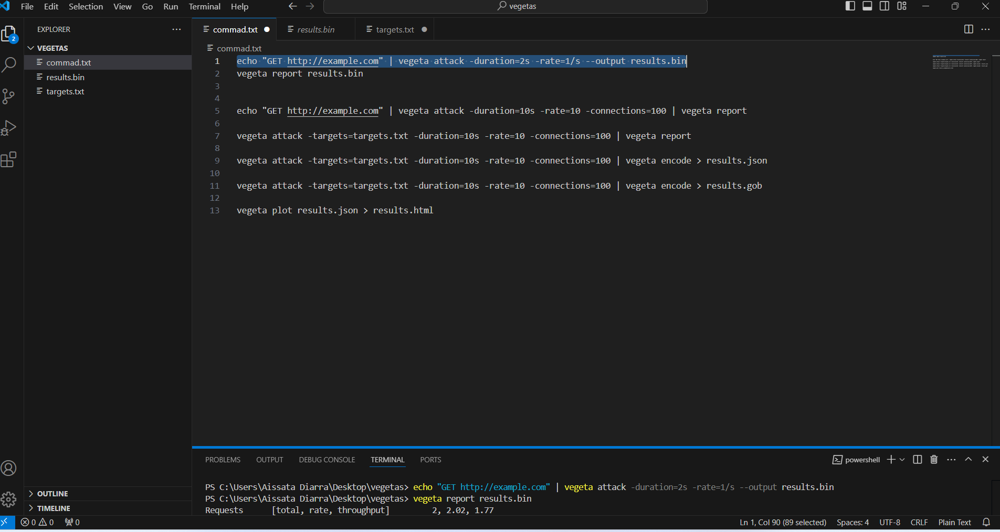 File Edit Selection View Go Run Terminal Help
vegetas
EXPLORER
2
VEGETAS
commad.txt
results.bin
targets.txt
commad.txt results.bin targets.txt
commad.txt
1 echo "GET http://example.com" | vegeta attack -duration=2s -rate=1/s --output results.bin
2 vegeta report results.bin
3
4
5 echo "GET http://example.com" | vegeta attack -duration=10s -rate=10 -connections=100 | vegeta report
6
7 vegeta attack -targets=targets.txt -duration=10s -rate=10 -connections=100 | vegeta report
8
9 vegeta attack -targets=targets.txt -duration=10s -rate=10 -connections=100 | vegeta encode > results.json
10
11 vegeta attack -targets=targets.txt -duration=10s -rate=10 -connections=100 | vegeta encode > results.gob
12
13 vegeta plot results.json > results.html
PROBLEMS OUTPUT DEBUG CONSOLE TERMINAL PORTS
powershell
PS C:\Users\Aissata Diarra\Desktop\vegetas> echo "GET http://example.com" | vegeta attack -duration=2s -rate=1/s --output results.bin
PS C:\Users\Aissata Diarra\Desktop\vegetas> vegeta report results.bin
Requests [total, rate, throughput] 2, 2.02, 1.77
OUTLINE
TIMELINE
0 0 0
Ln 1, Col 90 (89 selected) Spaces: 4 UTF-8 CRLF Plain Text